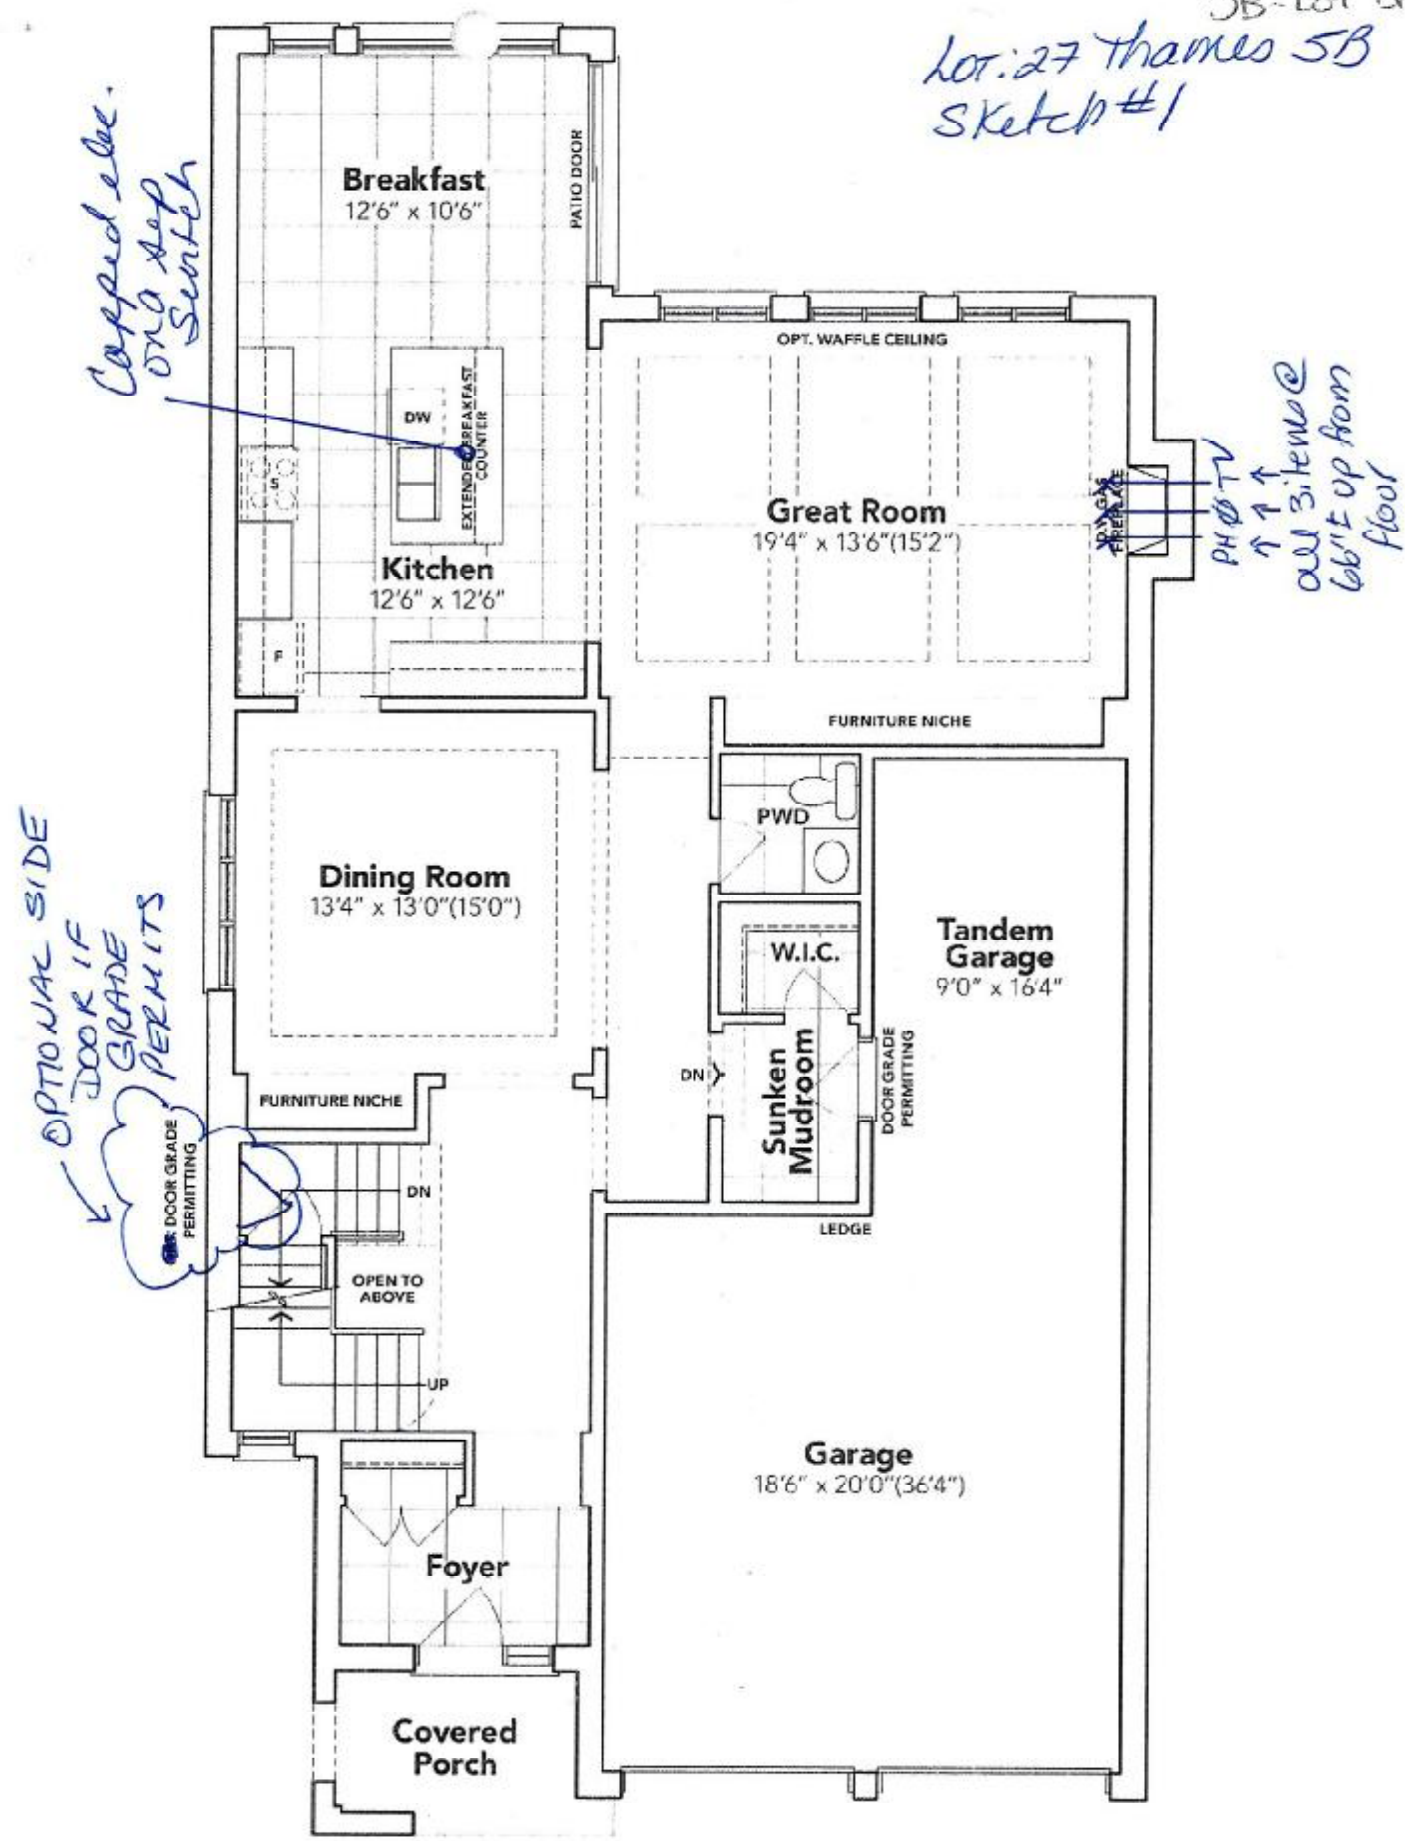 Lot: 27 Thames 5B
Sketch #1
Capped elec.
on a sep
Switch
Breakfast
12'6" x 10'6"
PATIO DOOR
OPT. WAFFLE CEILING
DW
EXTENDED BREAKFAST
COUNTER
S
Great Room
19'4" x 13'6"(15'2")
GAS
FIREPLACE
PH Ø TV
↑ ↑ ↑
all 3 items @
66"± up from
floor
Kitchen
12'6" x 12'6"
F
FURNITURE NICHE
PWD
Dining Room
13'4" x 13'0"(15'0")
W.I.C.
Tandem
Garage
9'0" x 16'4"
OPTIONAL SIDE
DOOR IF
GRADE
PERMITS
DN
Sunken
Mudroom
DOOR GRADE
PERMITTING
FURNITURE NICHE
DOOR GRADE
PERMITTING
DN
LEDGE
OPEN TO
ABOVE
UP
Garage
18'6" x 20'0"(36'4")
Foyer
Covered
Porch